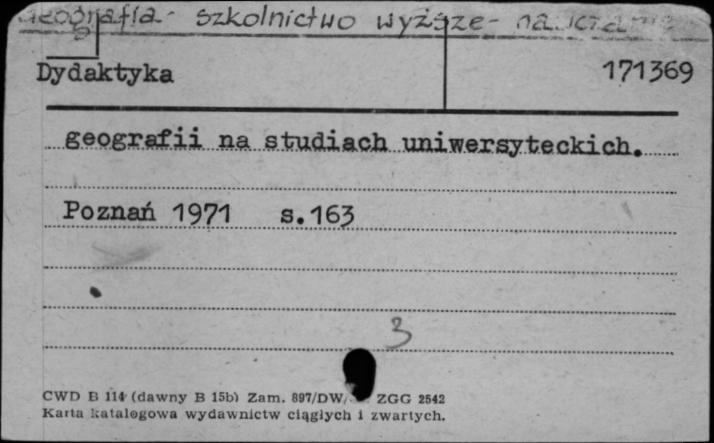 Geografia - szkolnictwo wyższe - nauczanie
Dydaktyka 171369
geografii na studiach uniwersyteckich.
Poznań 1971 s.163
3
CWD B 114 (dawny B 15b) Zam. 897/DW/ ZGG 2542
Karta katalogowa wydawnictw ciągłych i zwartych.